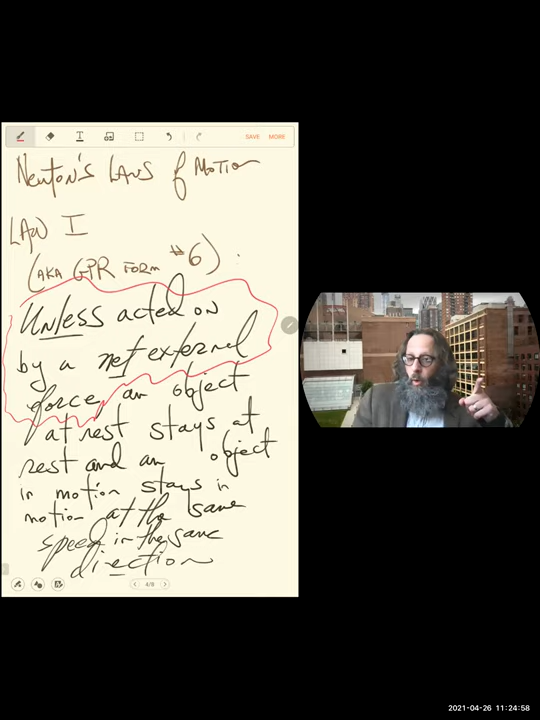 SAVE MORE
Newton's Laws of Motion
LAW I
(AKA GPR FORM #6).
Unless acted on
by a net external
force, an object
at rest stays at
rest and an object
in motion stays in
motion at the same
speed in the same
direction
4/8
2021-04-26 11:24:58